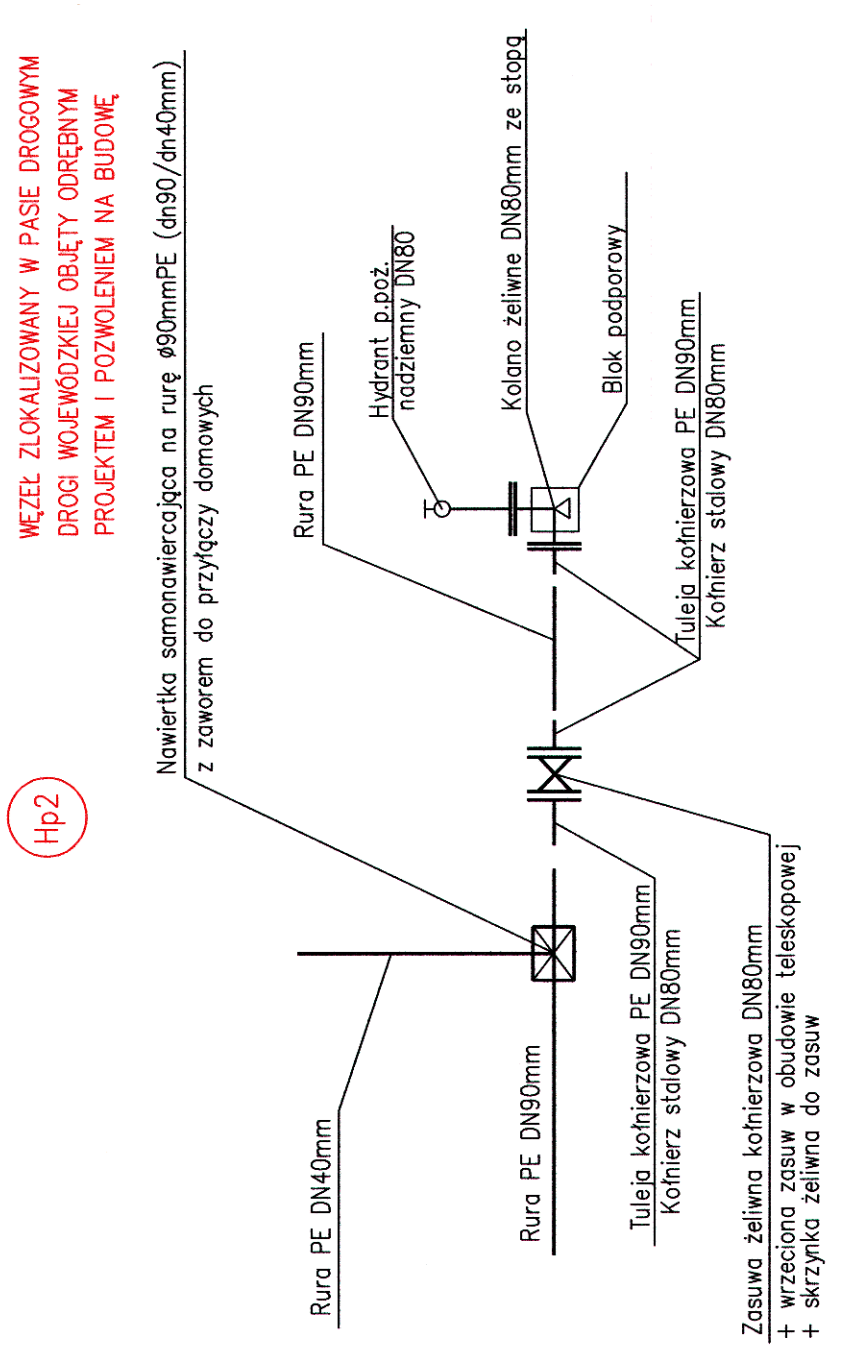 Hp2
WĘZEŁ ZLOKALIZOWANY W PASIE DROGOWYM
DROGI WOJEWÓDZKIEJ OBJĘTY ODRĘBNYM
PROJEKTEM I POZWOLENIEM NA BUDOWĘ
Nawiertka samonawiercająca na rurę ø90mmPE (dn90/dn40mm)
z zaworem do przyłączy domowych
Rura PE DN40mm
Rura PE DN90mm
Hydrant p.poż.
nadziemny DN80
Kolano żeliwne DN80mm ze stopą
Blok podporowy
Rura PE DN90mm
Tuleja kołnierzowa PE DN90mm
Kołnierz stalowy DN80mm
Tuleja kołnierzowa PE DN90mm
Kołnierz stalowy DN80mm
Zasuwa żeliwna kołnierzowa DN80mm
+ wrzeciona zasuw w obudowie teleskopowej
+ skrzynka żeliwna do zasuw